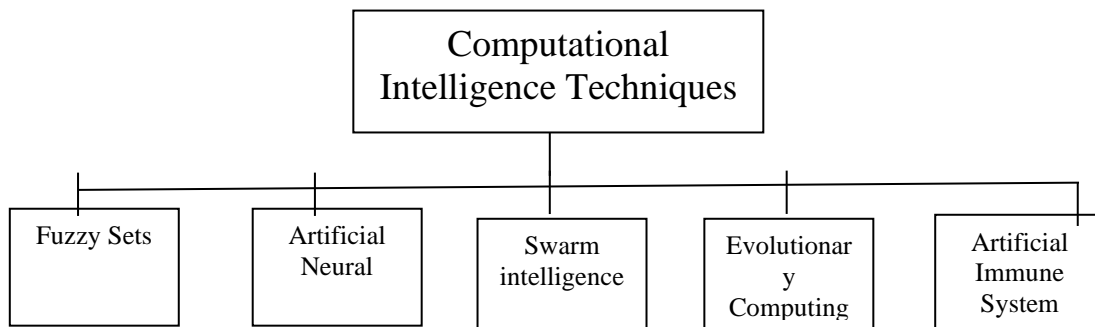 Computational
Intelligence Techniques
Fuzzy Sets
Artificial
Neural
Swarm
intelligence
Evolutionar
y
Computing
Artificial
Immune
System